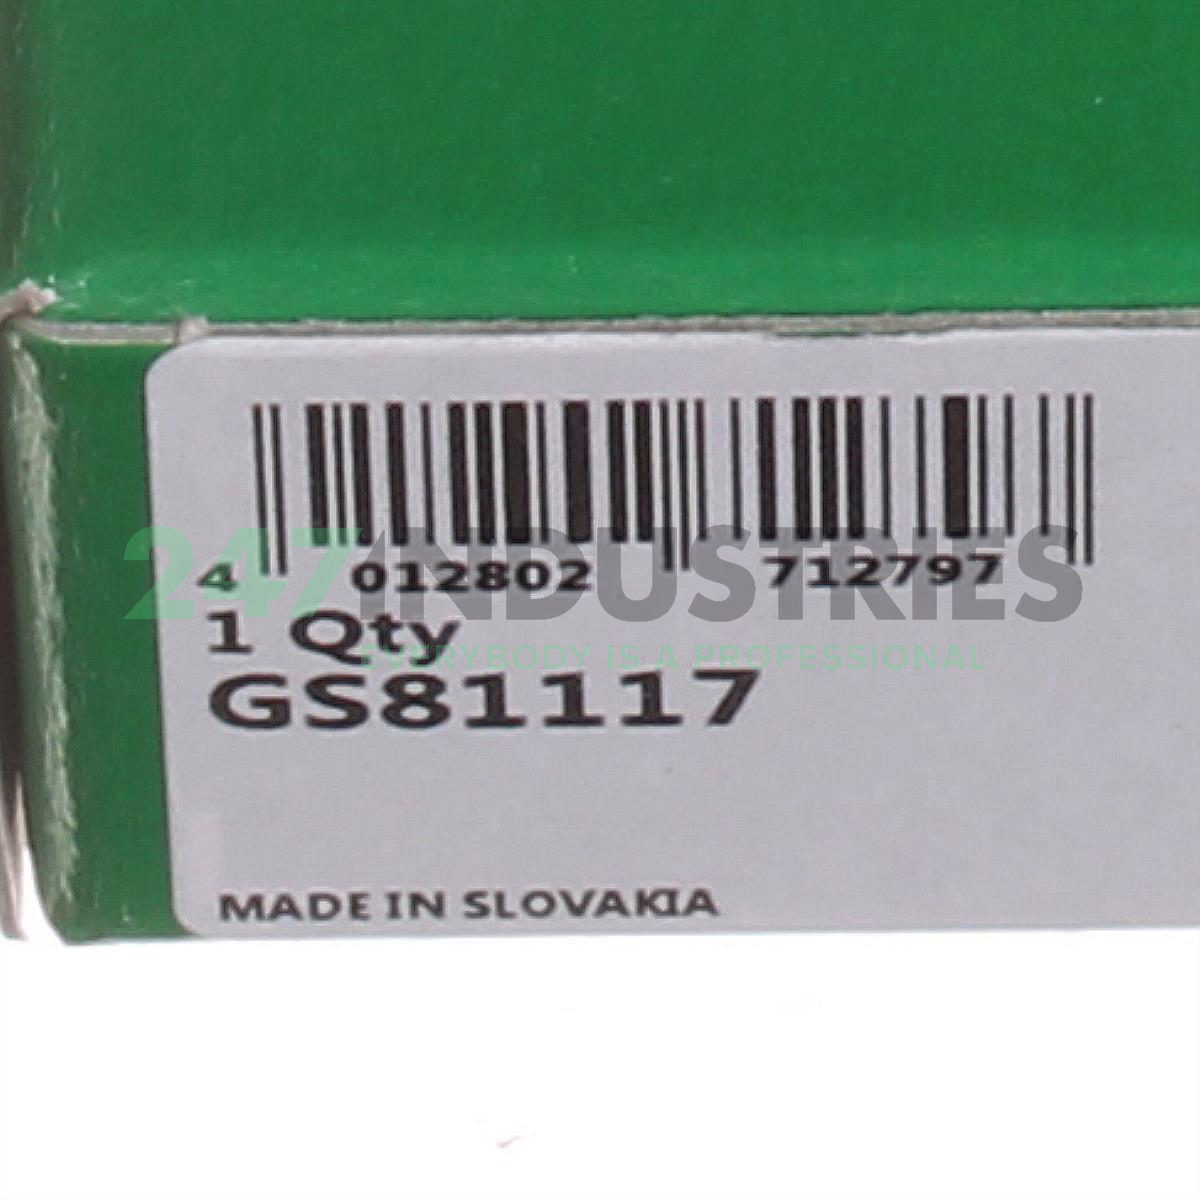 4 012802 712797
247INDUSTRIES
1 Qty
EVERYBODY IS A PROFESSIONAL
GS81117
MADE IN SLOVAKIA